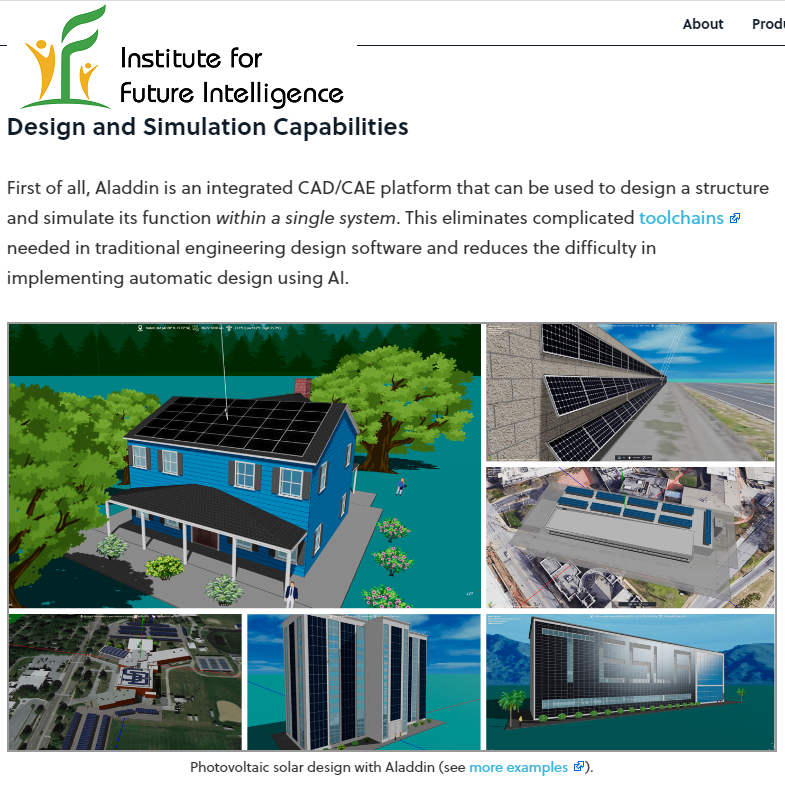 About Produ
Institute for
Future Intelligence
Design and Simulation Capabilities
First of all, Aladdin is an integrated CAD/CAE platform that can be used to design a structure
and simulate its function within a single system. This eliminates complicated toolchains
needed in traditional engineering design software and reduces the difficulty in
implementing automatic design using AI.
TESLA
Photovoltaic solar design with Aladdin (see more examples).